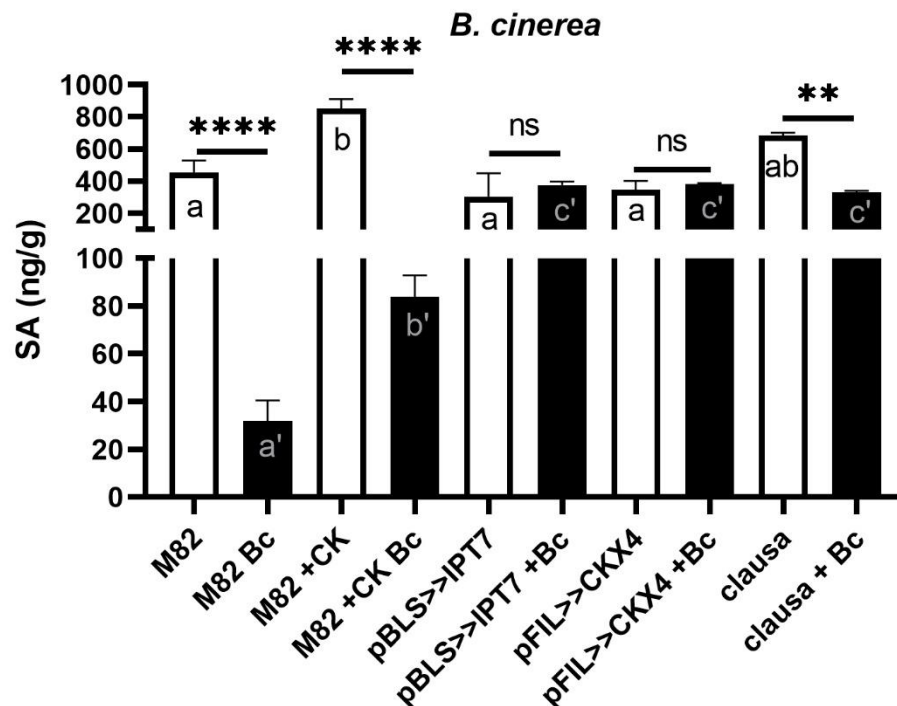 B. cinerea
SA (ng/g)
1000
800
600
400
200
100
80
60
40
20
0
****
****
ns
ns
**
a
a'
b
b'
a
c'
a
c'
ab
c'
M82
M82 Bc
M82 +CK
M82 +CK Bc
pBLS>>IPT7
pBLS>>IPT7 +Bc
pFIL>>CKX4
pFIL>>CKX4 +Bc
clausa
clausa + Bc